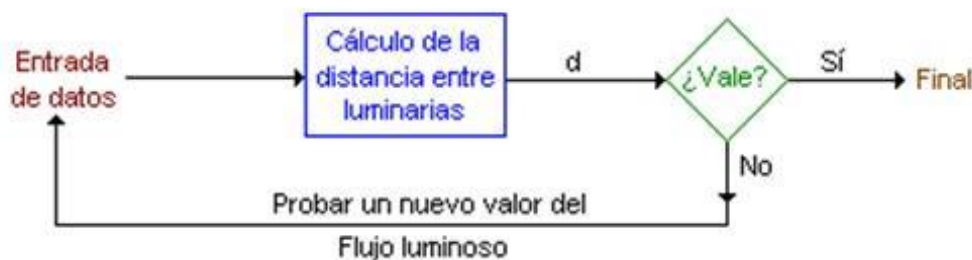 Entrada
de datos
Cálculo de la
distancia entre
luminarias
d
¿Vale?
Sí
Final
No
Probar un nuevo valor del
Flujo luminoso